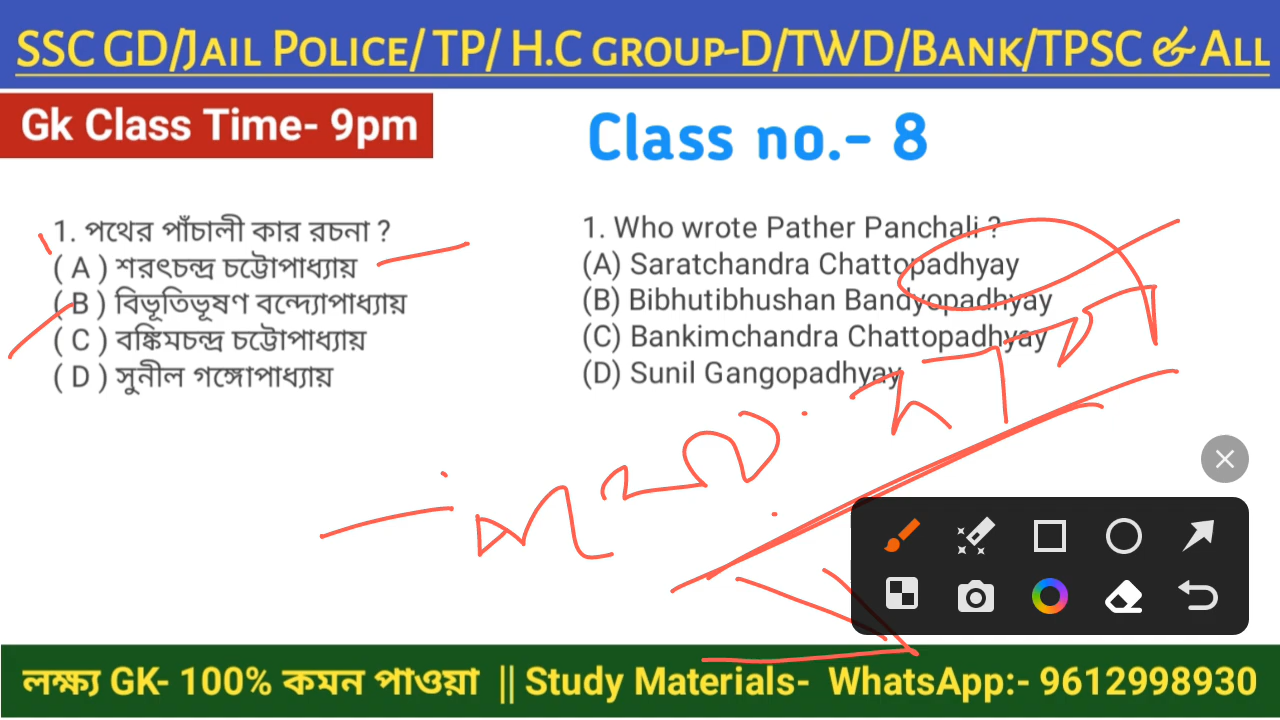 SSC GD/JAIL POLICE/ TP/ H.C GROUP-D/TWD/BANK/TPSC & ALL
Gk Class Time- 9pm
Class no.- 8
1. পথের পাঁচালী কার রচনা ?
( A ) শরৎচন্দ্র চট্টোপাধ্যায়
( B ) বিভূতিভূষণ বন্দ্যোপাধ্যায়
( C ) বঙ্কিমচন্দ্র চট্টোপাধ্যায়
( D ) সুনীল গঙ্গোপাধ্যায়
1. Who wrote Pather Panchali ?
(A) Saratchandra Chattopadhyay
(B) Bibhutibhushan Bandyopadhyay
(C) Bankimchandra Chattopadhyay
(D) Sunil Gangopadhyay
লক্ষ্য GK- 100% কমন পাওয়া || Study Materials- WhatsApp:- 9612998930